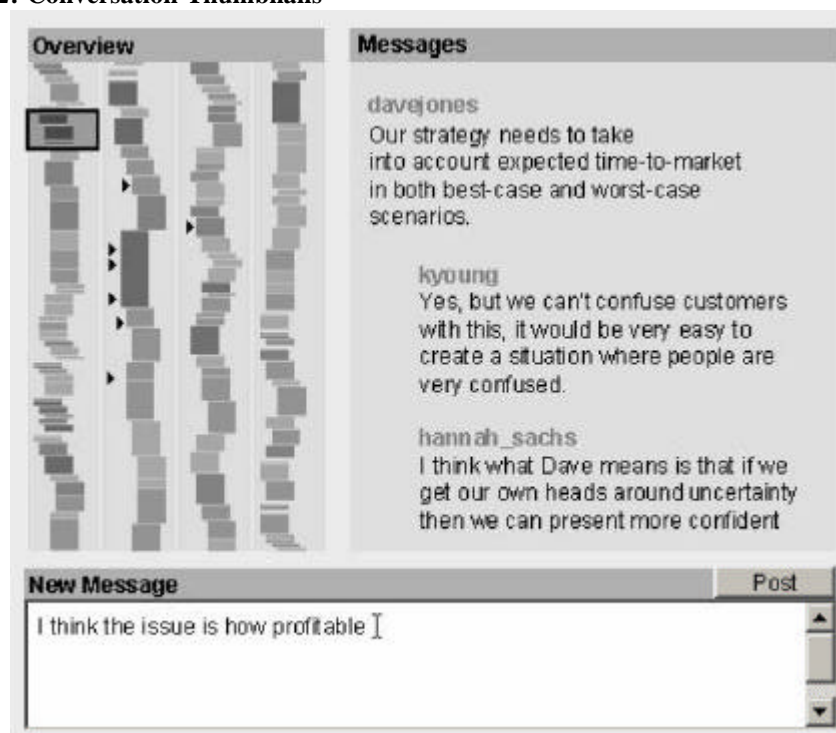 2. Conversation Thumbnails
Overview
Messages
davejones
Our strategy needs to take
into account expected time-to-market
in both best-case and worst-case
scenarios.
kyoung
Yes, but we can't confuse customers
with this, it would be very easy to
create a situation where people are
very confused.
hannah_sachs
I think what Dave means is that if we
get our own heads around uncertainty
then we can present more confident
New Message
Post
I think the issue is how profitable